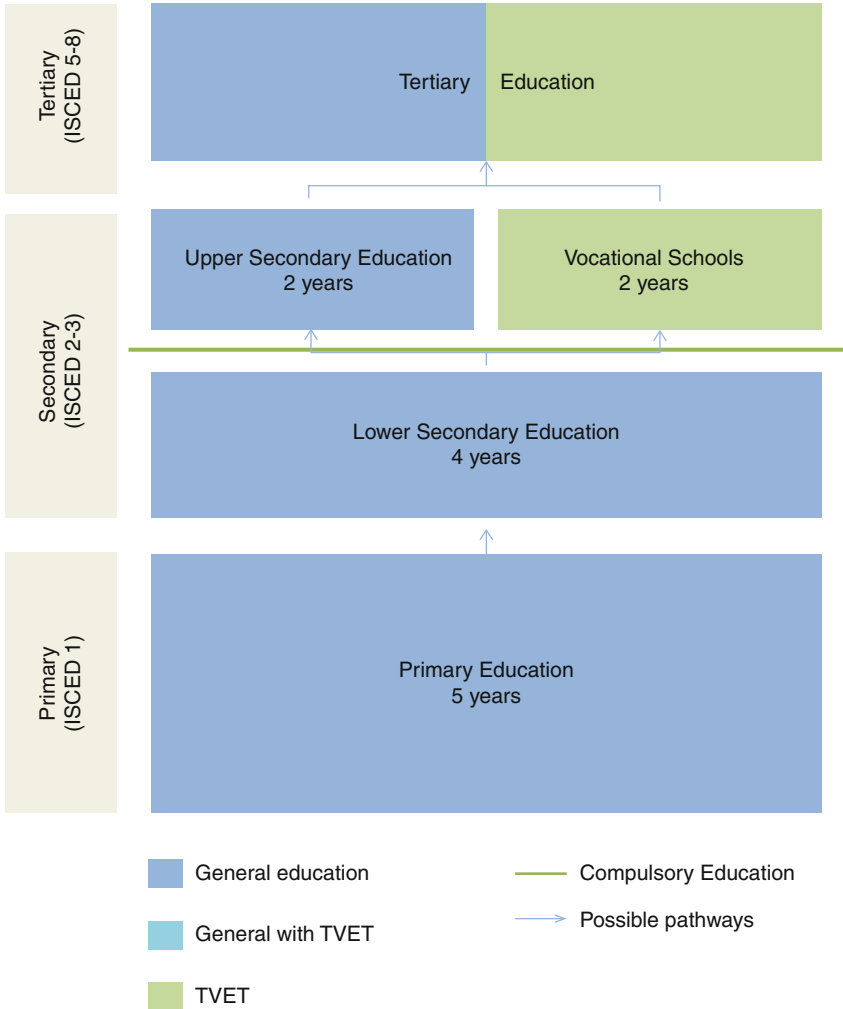 Tertiary
(ISCED 5-8)
Tertiary Education
Secondary
(ISCED 2-3)
Upper Secondary Education
2 years
Vocational Schools
2 years
Lower Secondary Education
4 years
Primary
(ISCED 1)
Primary Education
5 years
General education
General with TVET
TVET
Compulsory Education
Possible pathways